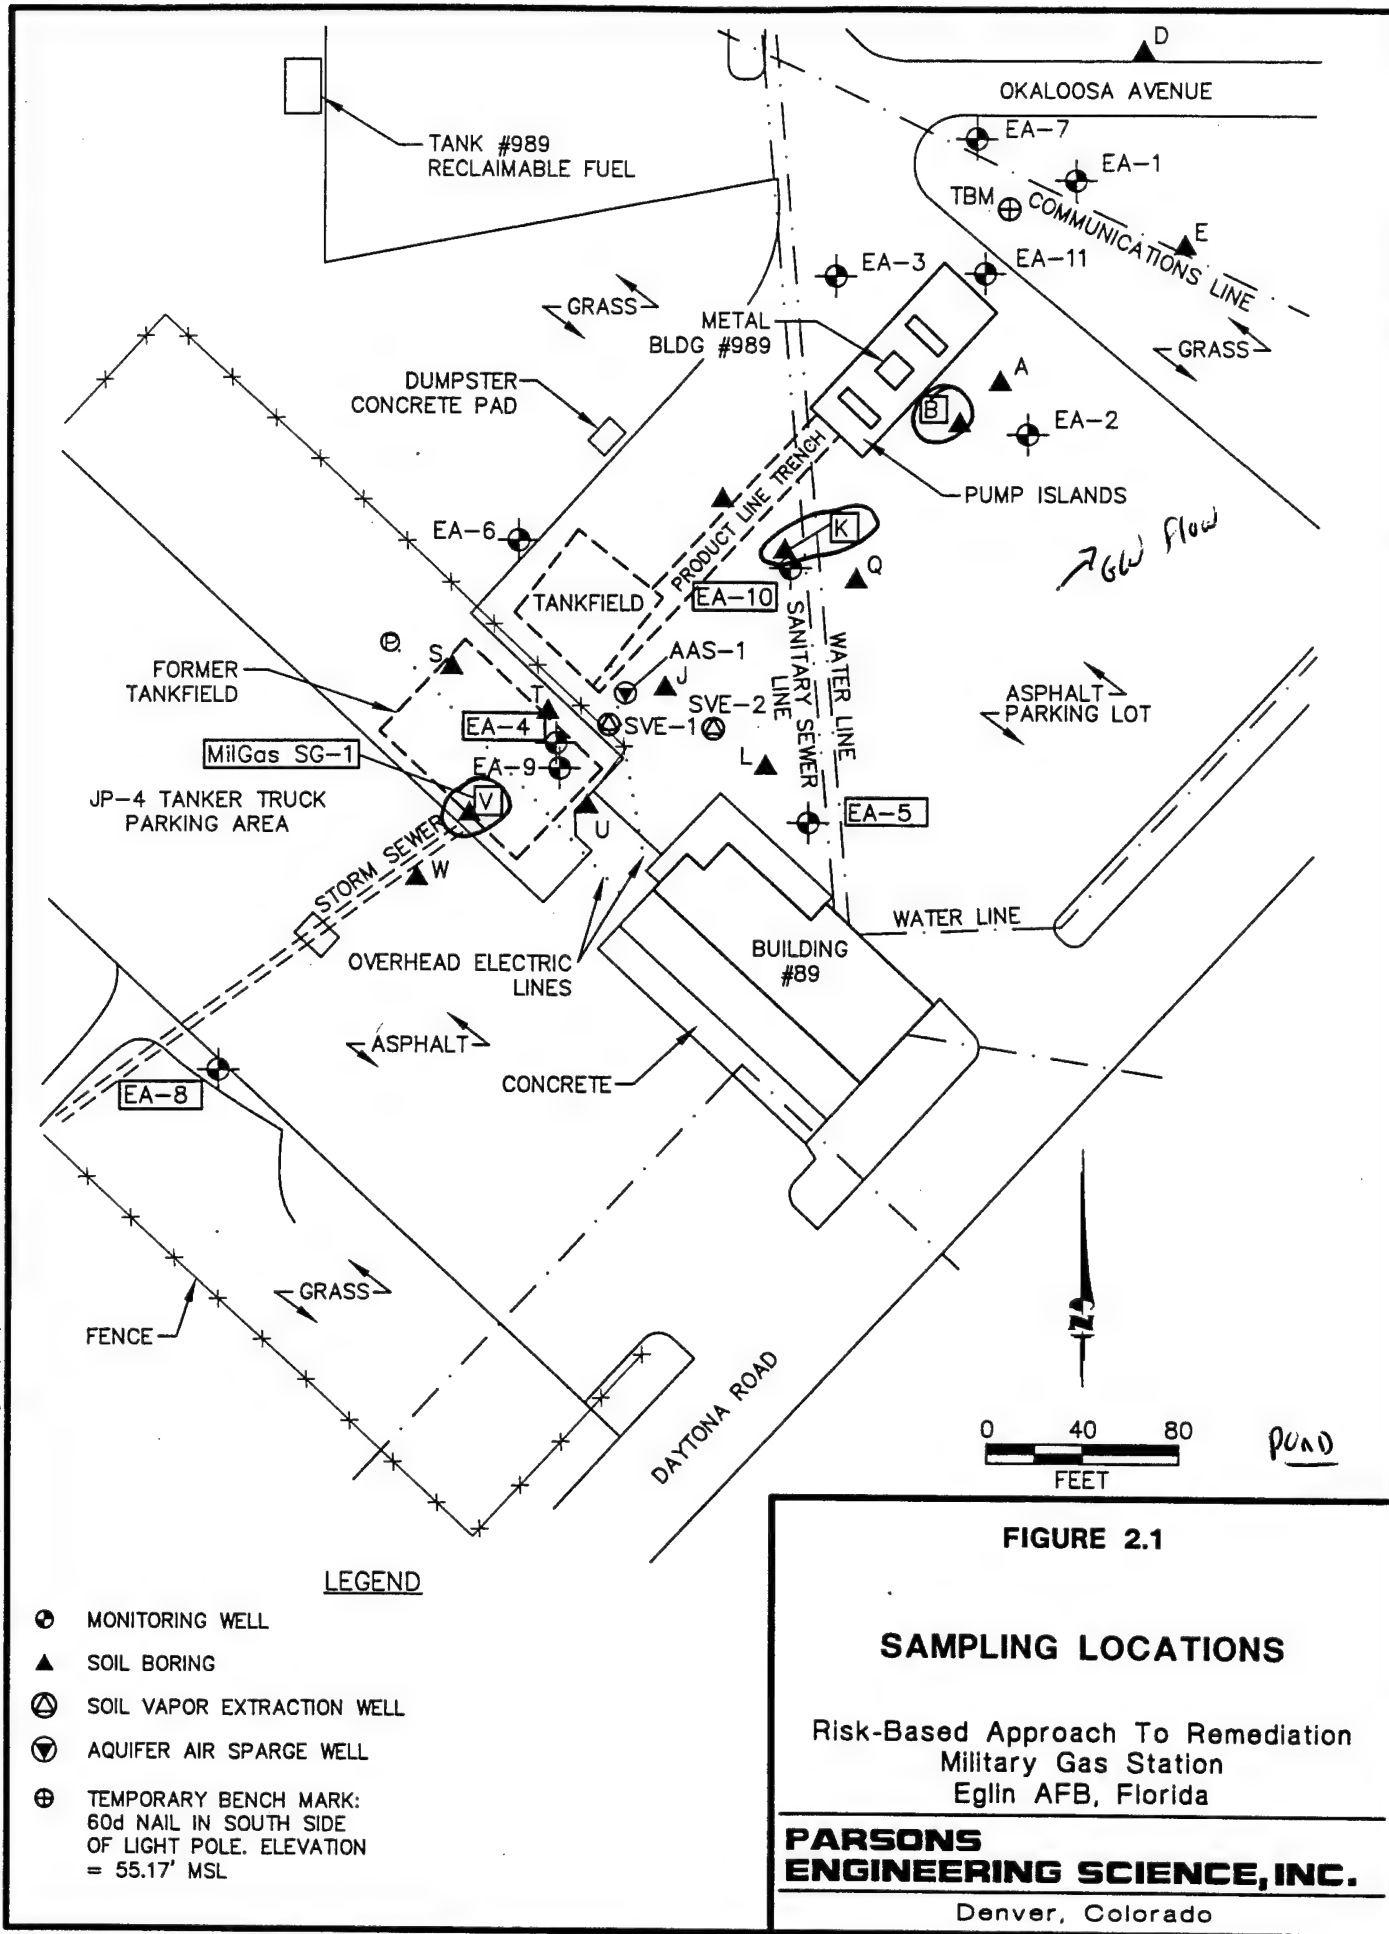 D
OKALOOSA AVENUE
EA-7
TANK #989
RECLAIMABLE FUEL
EA-1
TBM
COMMUNICATIONS LINE
E
EA-3
EA-11
GRASS
METAL
BLDG #989
GRASS
DUMPSTER
CONCRETE PAD
A
B
EA-2
PRODUCT LINE TRENCH
PUMP ISLANDS
EA-6
K
GW Flow
Q
TANKFIELD
EA-10
SANITARY SEWER
LINE
WATER LINE
P
S
FORMER
TANKFIELD
AAS-1
J
ASPHALT
PARKING LOT
T
SVE-2
EA-4
SVE-1
MilGas SG-1
EA-9
L
JP-4 TANKER TRUCK
PARKING AREA
V
U
EA-5
STORM SEWER
W
WATER LINE
OVERHEAD ELECTRIC
LINES
BUILDING
#89
ASPHALT
CONCRETE
EA-8
GRASS
FENCE
N
DAYTONA ROAD
0 40 80
FEET
POND
FIGURE 2.1
SAMPLING LOCATIONS
Risk-Based Approach To Remediation
Military Gas Station
Eglin AFB, Florida
PARSONS
ENGINEERING SCIENCE, INC.
Denver, Colorado
LEGEND
MONITORING WELL
SOIL BORING
SOIL VAPOR EXTRACTION WELL
AQUIFER AIR SPARGE WELL
TEMPORARY BENCH MARK:
60d NAIL IN SOUTH SIDE
OF LIGHT POLE. ELEVATION
= 55.17' MSL